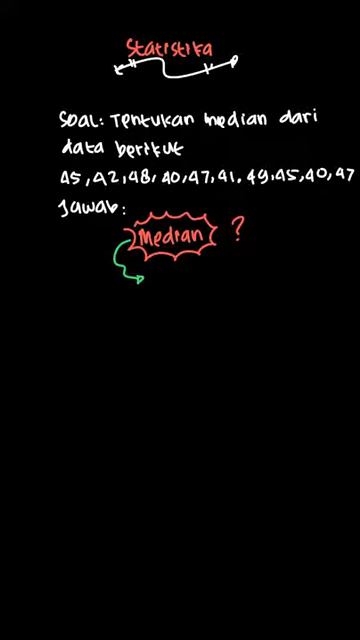 Statistika
Soal: Tentukan median dari
data berikut
45, 42, 48, 40, 47, 41, 49, 45, 40, 47
Jawab:
Median ?